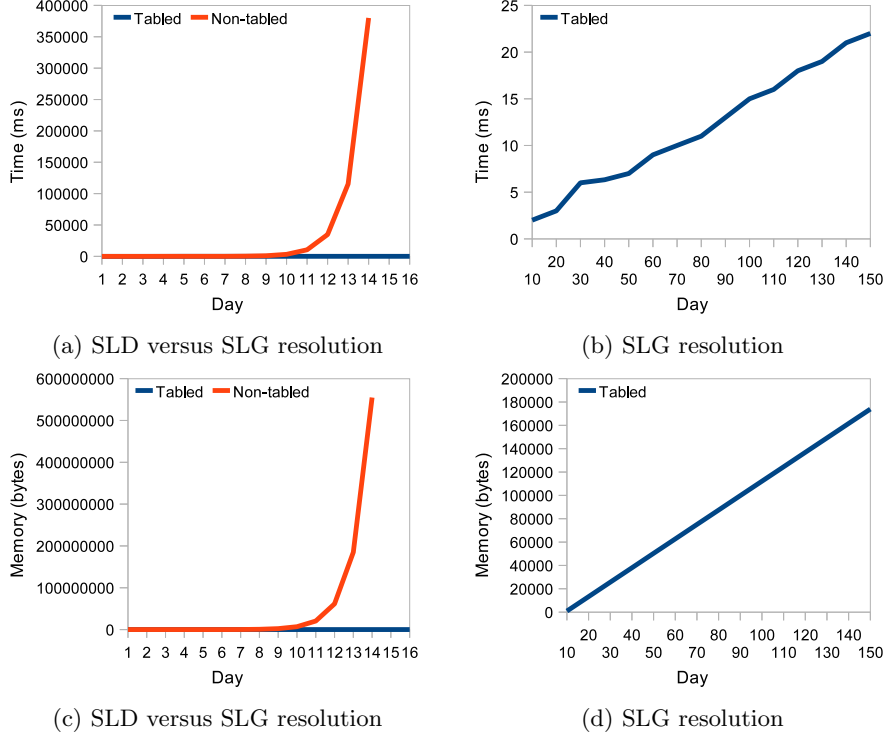 400000
350000
300000
250000
200000
150000
100000
50000
0
Time (ms)
Tabled Non-tabled
1 2 3 4 5 6 7 8 9 10 11 12 13 14 15 16
Day
(a) SLD versus SLG resolution
25
20
15
10
5
0
Time (ms)
Tabled
20 40 60 80 100 120 140
10 30 50 70 90 110 130 150
Day
(b) SLG resolution
600000000
500000000
400000000
300000000
200000000
100000000
0
Memory (bytes)
Tabled Non-tabled
1 2 3 4 5 6 7 8 9 10 11 12 13 14 15 16
Day
(c) SLD versus SLG resolution
200000
180000
160000
140000
120000
100000
80000
60000
40000
20000
0
Memory (bytes)
Tabled
20 40 60 80 100 120 140
10 30 50 70 90 110 130 150
Day
(d) SLG resolution